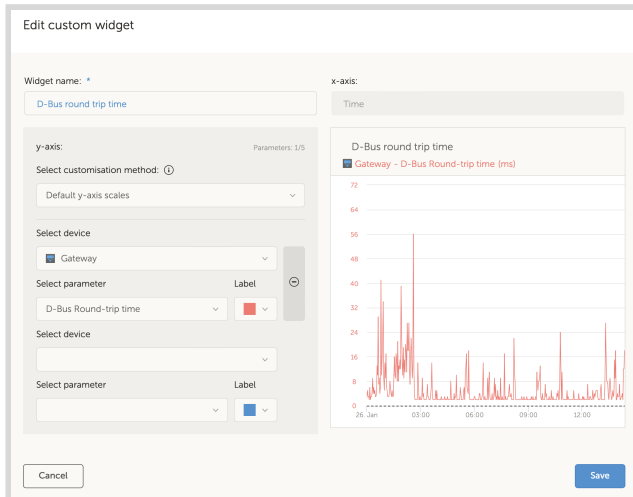 Edit custom widget
Widget name: *
D-Bus round trip time
x-axis:
Time
y-axis:
Parameters: 1/5
Select customisation method:
Default y-axis scales
Select device
Gateway
Select parameter
Label
D-Bus Round-trip time
Select device
Select parameter
Label
D-Bus round trip time
Gateway - D-Bus Round-trip time (ms)
72
64
56
48
40
32
24
16
8
0
26. Jan
03:00
06:00
09:00
12:00
Cancel
Save